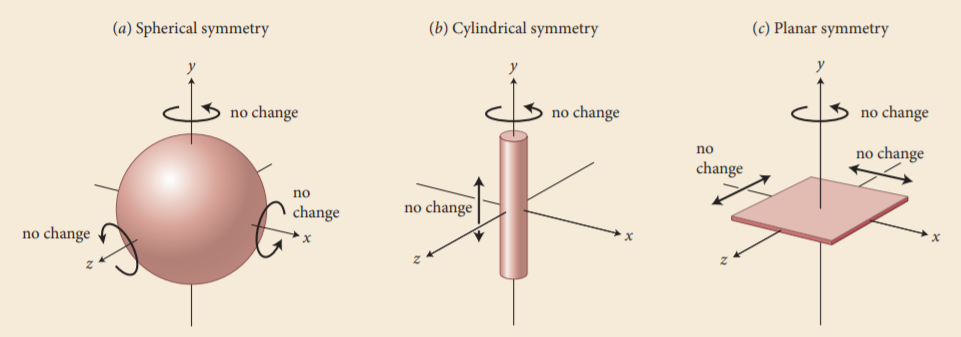 (a) Spherical symmetry
y
no change
no
change
x
no change
z
(b) Cylindrical symmetry
y
no change
no change
x
z
(c) Planar symmetry
y
no change
no
change
no change
x
z